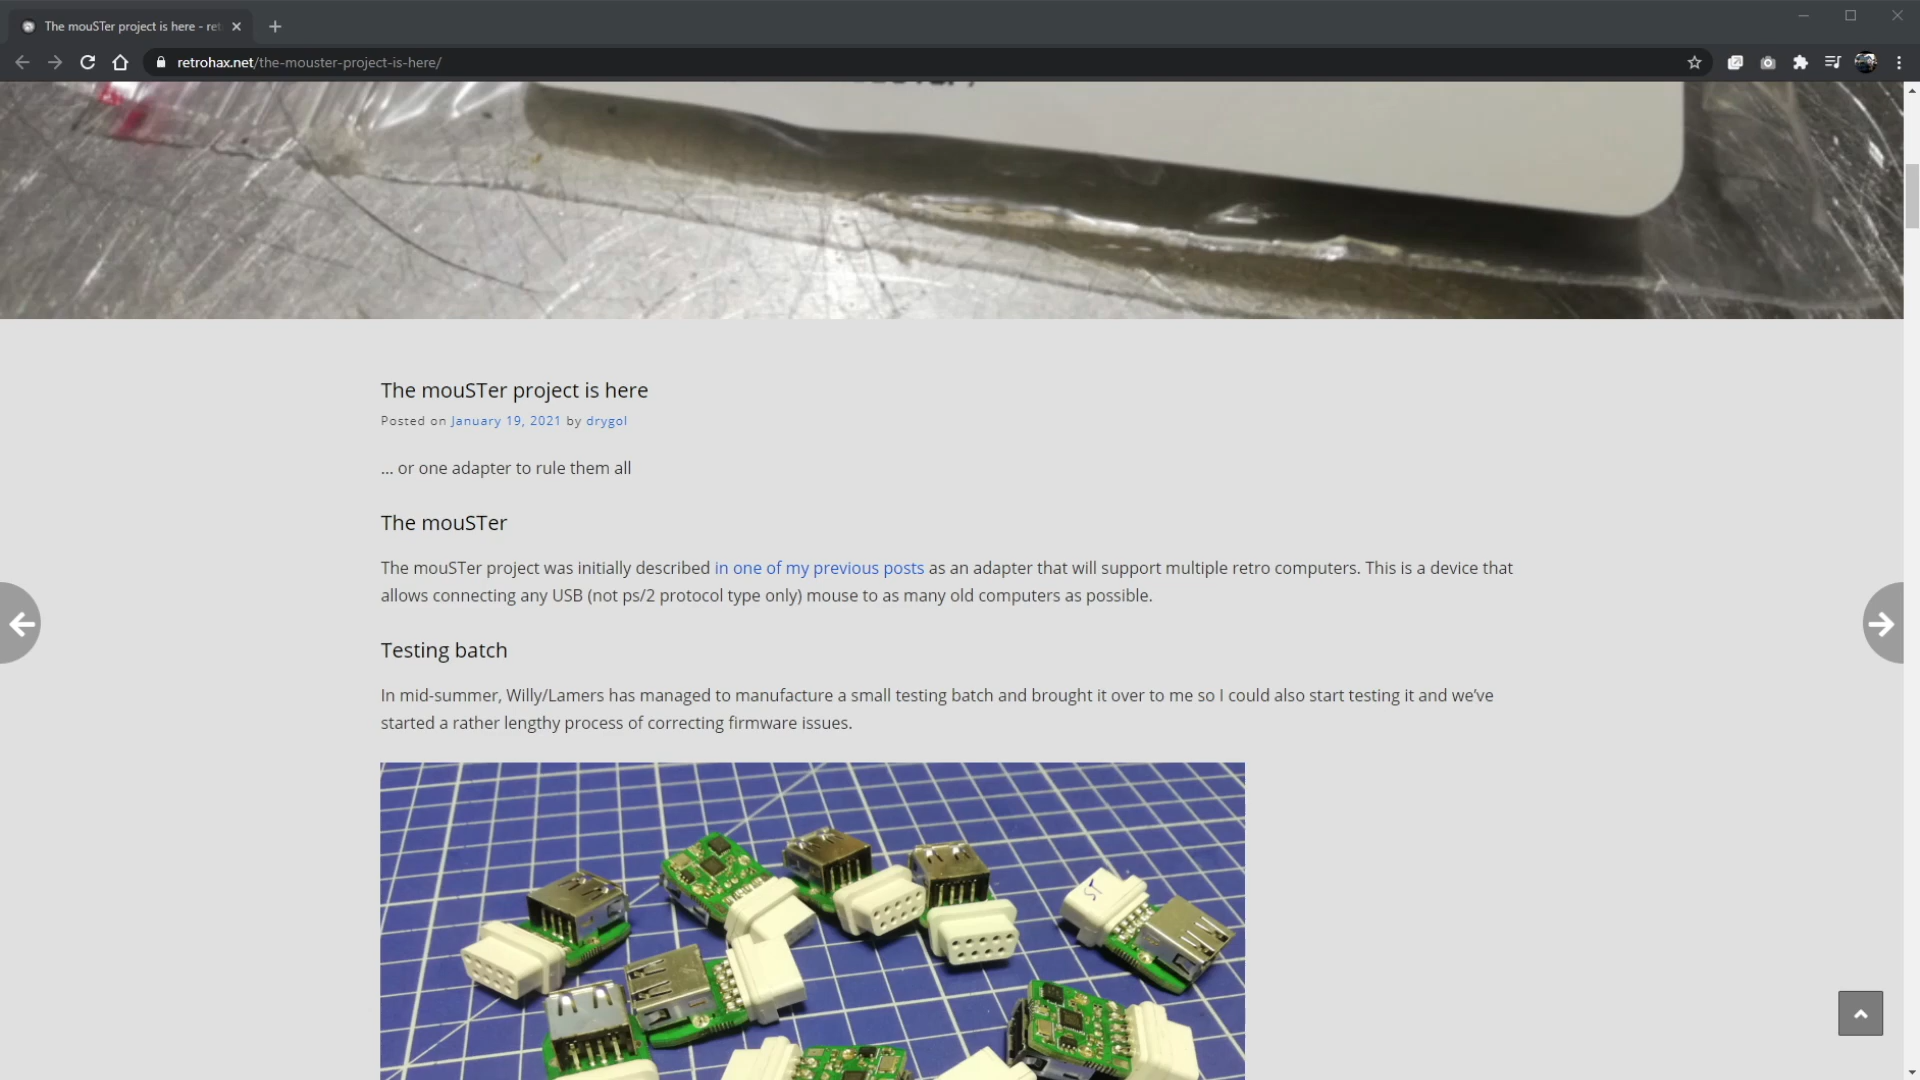 The mouSTer project is here - ret
retrohax.net/the-mouster-project-is-here/
The mouSTer project is here
Posted on January 19, 2021 by drygol
... or one adapter to rule them all
The mouSTer
The mouSTer project was initially described in one of my previous posts as an adapter that will support multiple retro computers. This is a device that
allows connecting any USB (not ps/2 protocol type only) mouse to as many old computers as possible.
Testing batch
In mid-summer, Willy/Lamers has managed to manufacture a small testing batch and brought it over to me so I could also start testing it and we've
started a rather lengthy process of correcting firmware issues.
ST